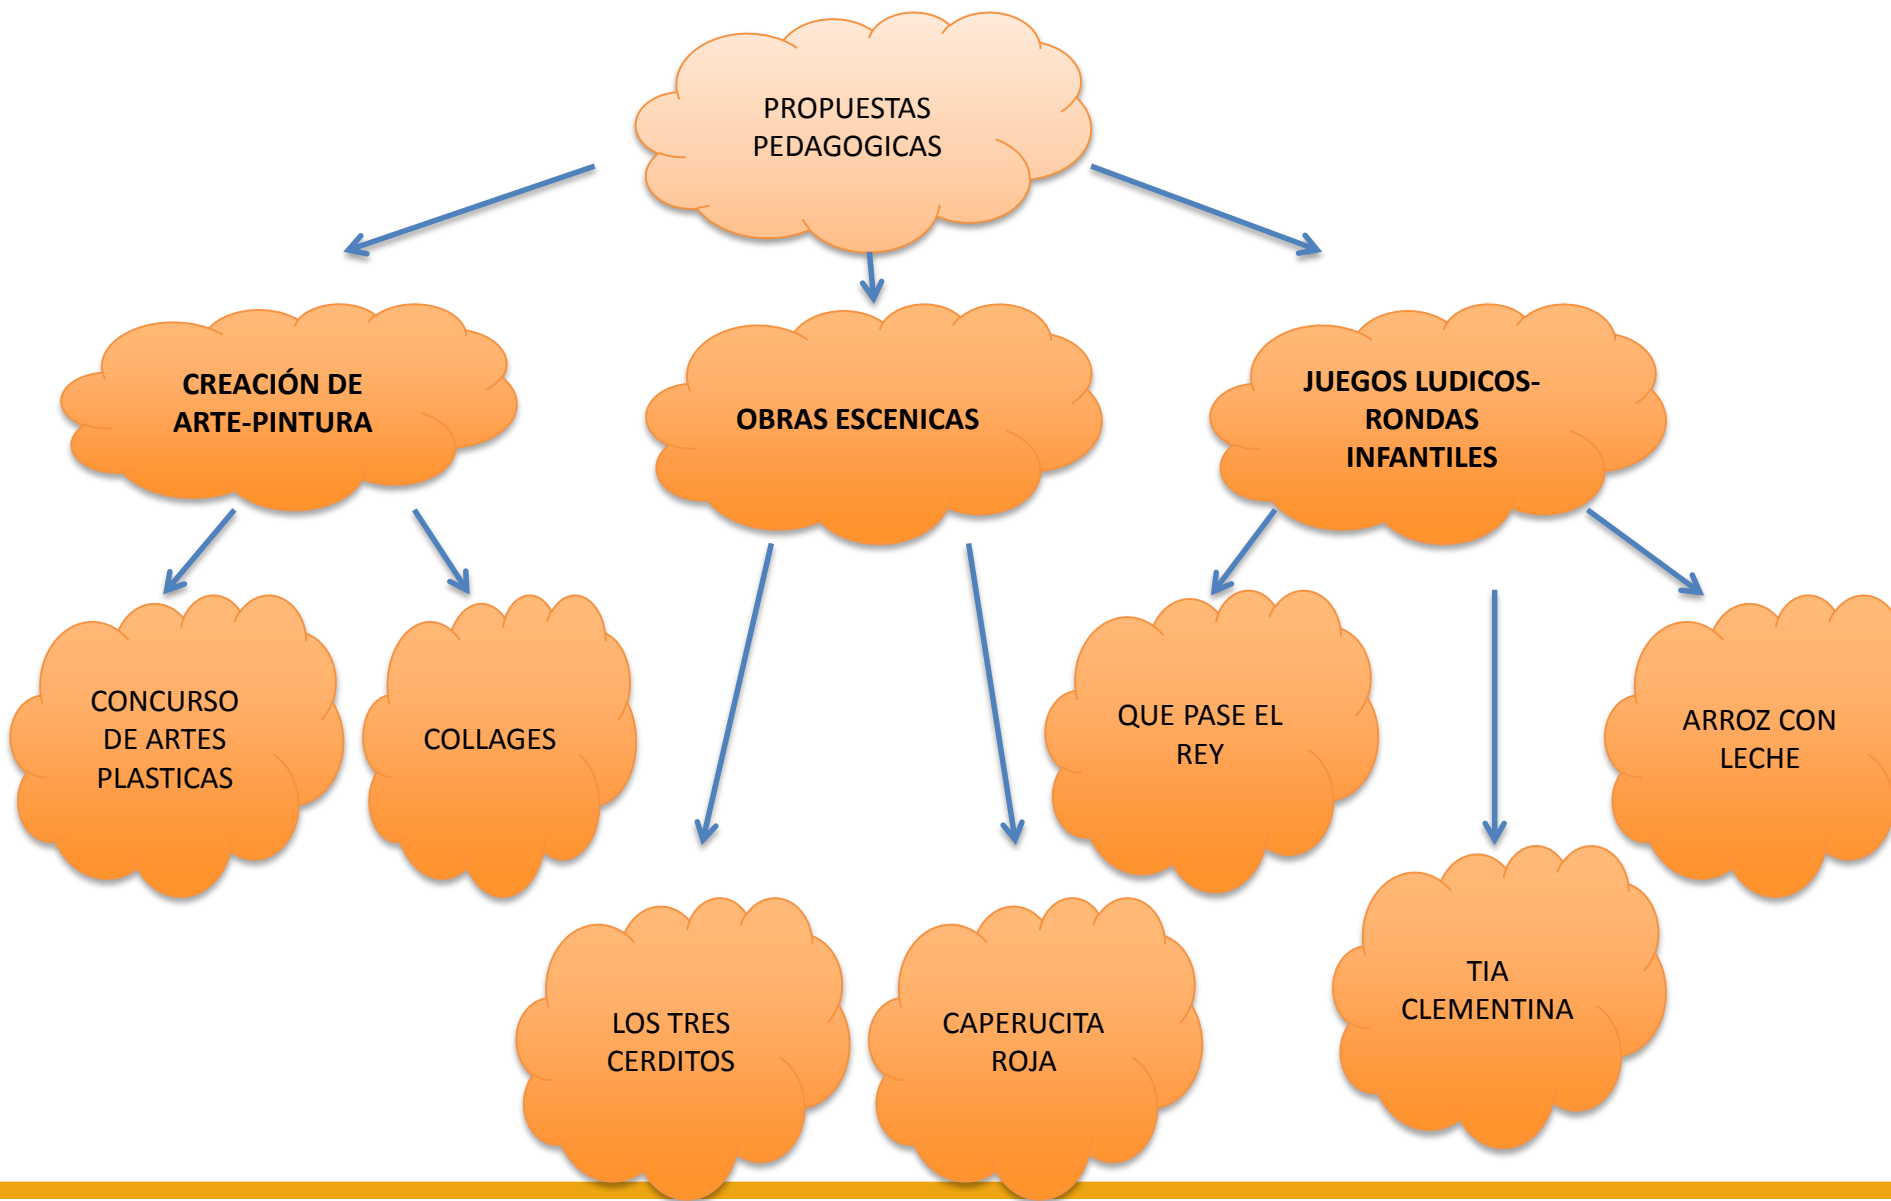 PROPUESTAS
PEDAGOGICAS
CREACIÓN DE
ARTE-PINTURA
OBRAS ESCENICAS
JUEGOS LUDICOS-
RONDAS
INFANTILES
CONCURSO
DE ARTES
PLASTICAS
COLLAGES
QUE PASE EL
REY
ARROZ CON
LECHE
LOS TRES
CERDITOS
CAPERUCITA
ROJA
TIA
CLEMENTINA